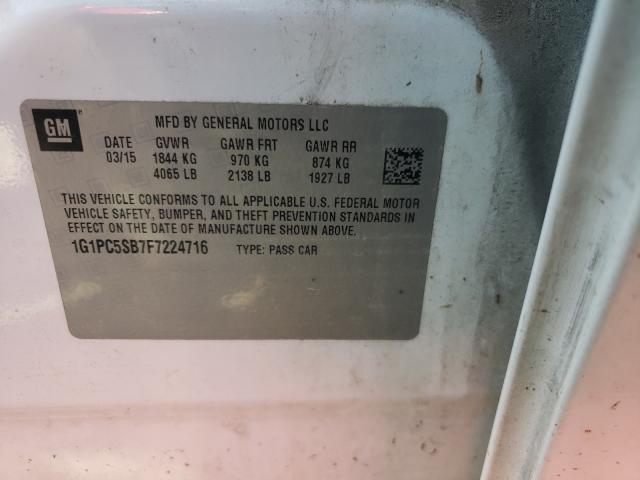 GM
MFD BY GENERAL MOTORS LLC
DATE GVWR GAWR FRT GAWR RR
03/15 1844 KG 970 KG 874 KG
4065 LB 2138 LB 1927 LB
THIS VEHICLE CONFORMS TO ALL APPLICABLE U.S. FEDERAL MOTOR
VEHICLE SAFETY, BUMPER, AND THEFT PREVENTION STANDARDS
IN EFFECT ON THE DATE OF MANUFACTURE SHOWN ABOVE.
1G1PC5SB7F7224716 TYPE: PASS CAR